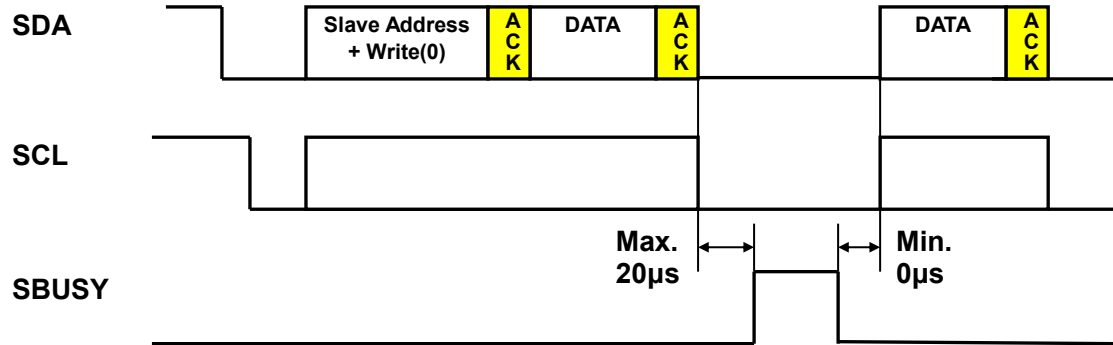 SDA
Slave Address
+ Write(0)
A
C
K
DATA
A
C
K
DATA
A
C
K
SCL
Max.
20µs
Min.
0µs
SBUSY